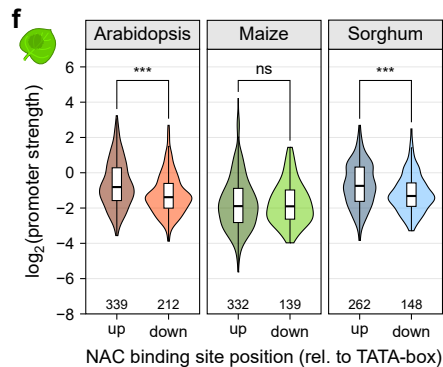 f
Arabidopsis Maize Sorghum
*** ns ***
log2(promoter strength)
6
4
2
0
−2
−4
−6
−8
339 212 332 139 262 148
up down up down up down
NAC binding site position (rel. to TATA-box)